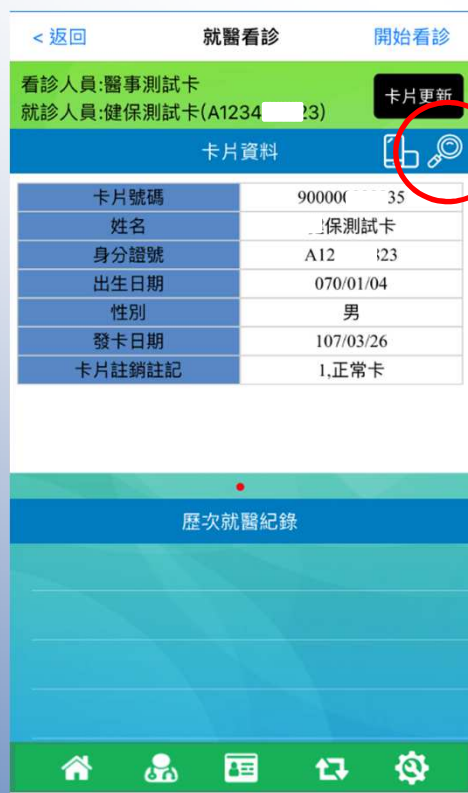 < 返回 就醫看診 開始看診
看診人員:醫事測試卡
就診人員:健保測試卡(A1234 23)
卡片更新
卡片資料
卡片號碼 90000 35
姓名 保測試卡
身分證號 A12 323
出生日期 070/01/04
性別 男
發卡日期 107/03/26
卡片註銷註記 1,正常卡
歷次就醫紀錄